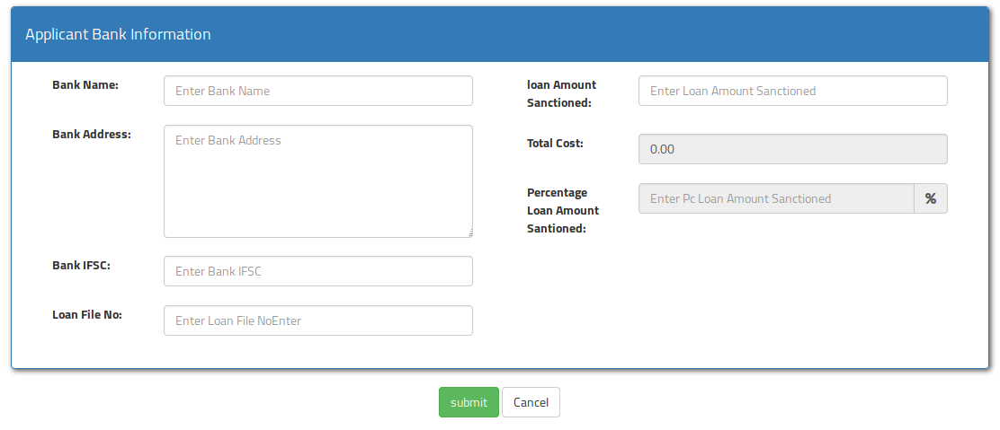 Applicant Bank Information
Bank Name:
Enter Bank Name
Bank Address:
Enter Bank Address
Bank IFSC:
Enter Bank IFSC
Loan File No:
Enter Loan File NoEnter
loan Amount
Sanctioned:
Enter Loan Amount Sanctioned
Total Cost:
0.00
Percentage
Loan Amount
Santioned:
Enter Pc Loan Amount Sanctioned
%
submit
Cancel